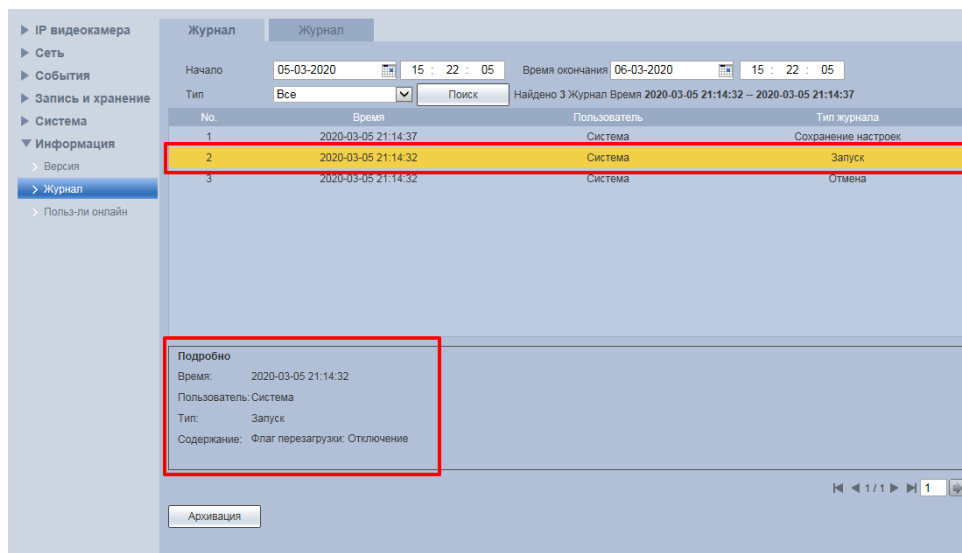 IP видеокамера
Сеть
События
Запись и хранение
Система
Информация
Версия
Журнал
Польз-ли онлайн
Журнал Журнал
Начало 05-03-2020 15 : 22 : 05 Время окончания 06-03-2020 15 : 22 : 05
Тип Все Поиск Найдено 3 Журнал Время 2020-03-05 21:14:32 -- 2020-03-05 21:14:37
No. Время Пользователь Тип журнала
1 2020-03-05 21:14:37 Система Сохранение настроек
2 2020-03-05 21:14:32 Система Запуск
3 2020-03-05 21:14:32 Система Отмена
Подробно
Время: 2020-03-05 21:14:32
Пользователь: Система
Тип: Запуск
Содержание: Флаг перезагрузки: Отключение
1 / 1 1
Архивация